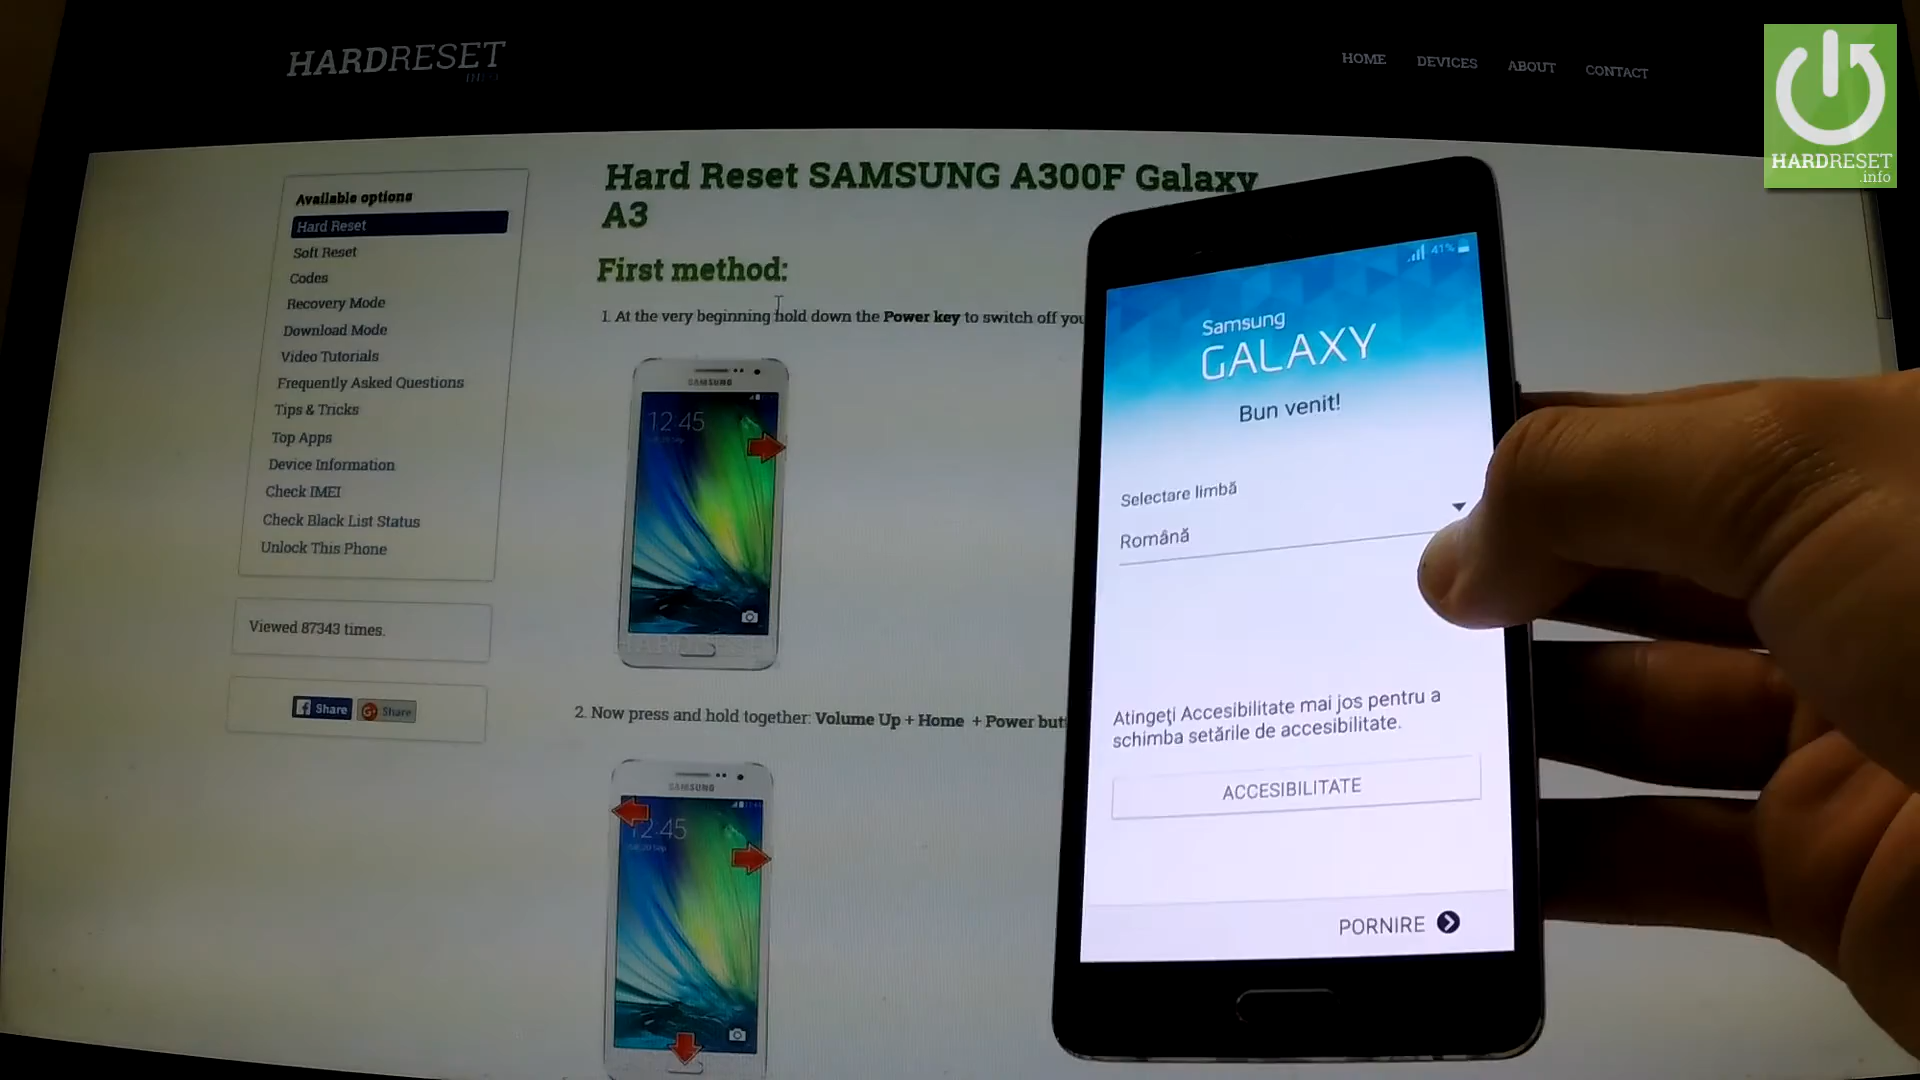 HARDRESET
HOME
DEVICES
ABOUT
CONTACT
HARDRESET
.info
Available options
Hard Reset
Soft Reset
Codes
Recovery Mode
Download Mode
Video Tutorials
Frequently Asked Questions
Tips & Tricks
Top Apps
Device Information
Check IMEI
Check Black List Status
Unlock This Phone
Viewed 87343 times.
Share
Share
Hard Reset SAMSUNG A300F Galaxy
A3
First method:
1. At the very beginning hold down the Power key to switch off you
SAMSUNG
12:45
2. Now press and hold together: Volume Up + Home + Power but
SAMSUNG
12:45
41%
Samsung
GALAXY
Bun venit!
Selectare limbă
Română
Atingeți Accesibilitate mai jos pentru a
schimba setările de accesibilitate.
ACCESIBILITATE
PORNIRE